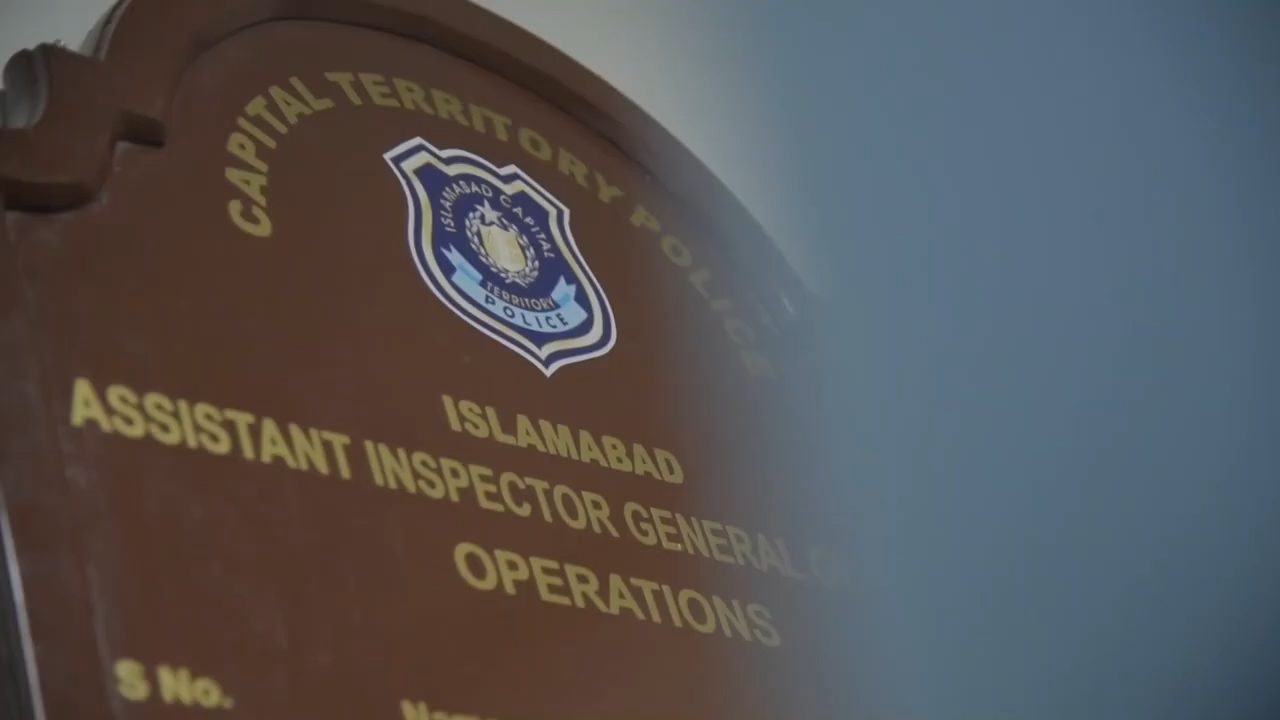 CAPITAL TERRITORY POLICE
ISLAMABAD CAPITAL
TERRITORY
POLICE
ISLAMABAD
ASSISTANT INSPECTOR GENERAL
OPERATIONS
S No.